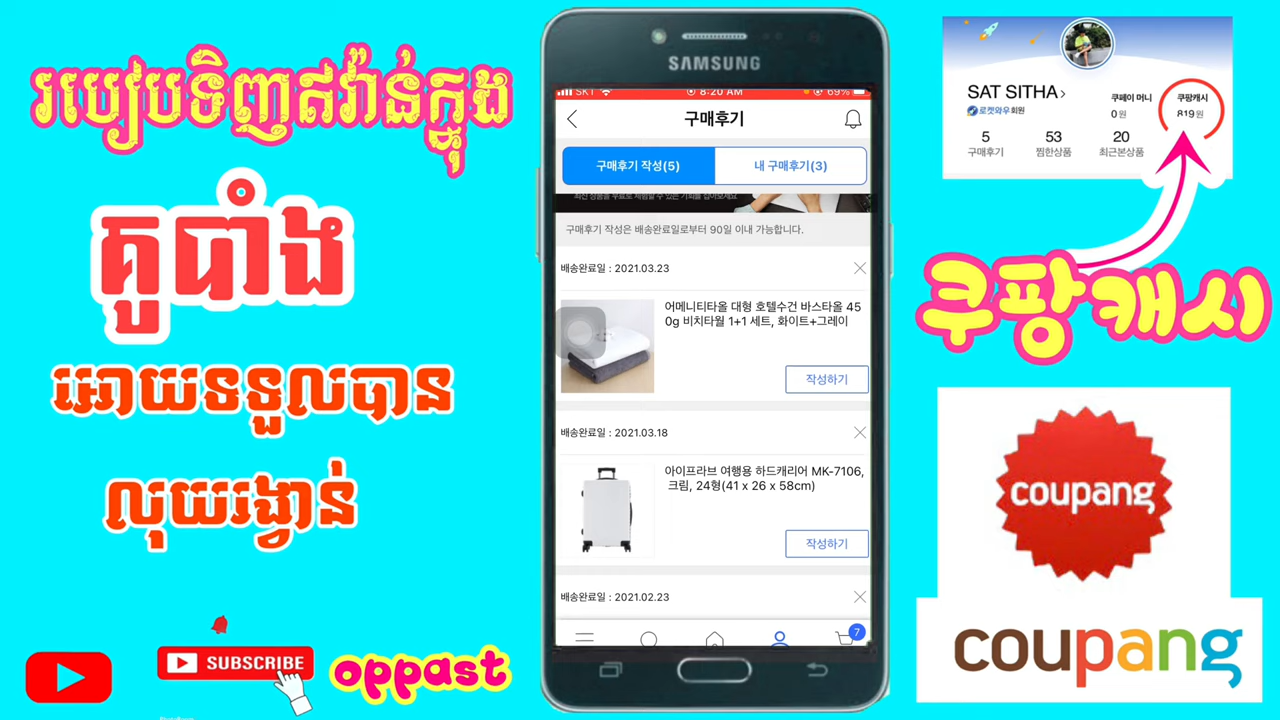 របៀបទិញឥវ៉ាន់ក្នុង
គូបាំង
អោយទទួលបាន
លុយរង្វាន់
SUBSCRIBE
oppast
SAMSUNG
SKT
8:20 AM
69%
구매후기
구매후기 작성(5)
내 구매후기(3)
구매후기 작성은 배송완료일로부터 90일 이내 가능합니다.
배송완료일 : 2021.03.23
어메니티타올 대형 호텔수건 바스타올 45
0g 비치타월 1+1 세트, 화이트+그레이
작성하기
배송완료일 : 2021.03.18
아이프라브 여행용 하드캐리어 MK-7106,
크림, 24형(41 x 26 x 58cm)
작성하기
배송완료일 : 2021.02.23
7
SAT SITHA
로켓와우회원
쿠페이 머니
0원
쿠팡캐시
819원
5
53
20
구매후기
찜한상품
최근본상품
쿠팡캐시
coupang
coupang